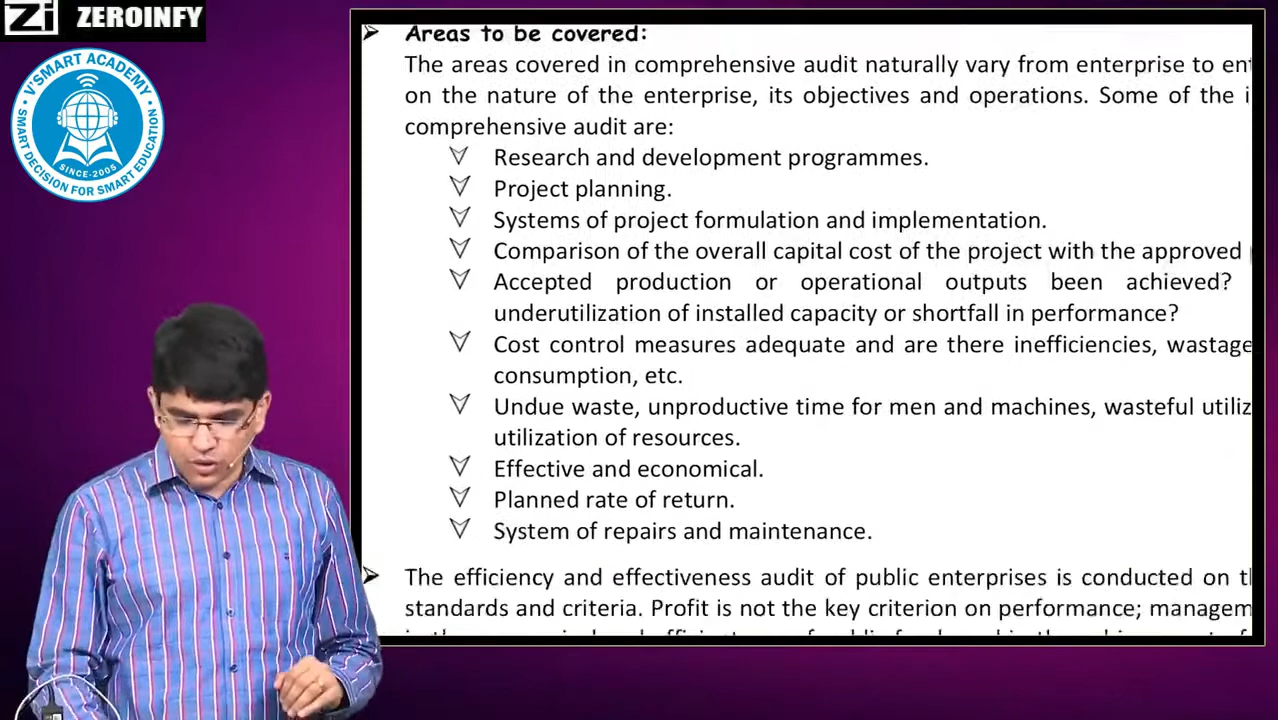 Zi ZEROINFY
V'SMART ACADEMY
SINCE-2005
SMART DECISION FOR SMART EDUCATION
Areas to be covered:
The areas covered in comprehensive audit naturally vary from enterprise to
on the nature of the enterprise, its objectives and operations. Some of the
comprehensive audit are:
Research and development programmes.
Project planning.
Systems of project formulation and implementation.
Comparison of the overall capital cost of the project with the approved
Accepted production or operational outputs been achieved?
underutilization of installed capacity or shortfall in performance?
Cost control measures adequate and are there inefficiencies, wastage
consumption, etc.
Undue waste, unproductive time for men and machines, wasteful
utilization of resources.
Effective and economical.
Planned rate of return.
System of repairs and maintenance.
The efficiency and effectiveness audit of public enterprises is conducted on
standards and criteria. Profit is not the key criterion on performance;